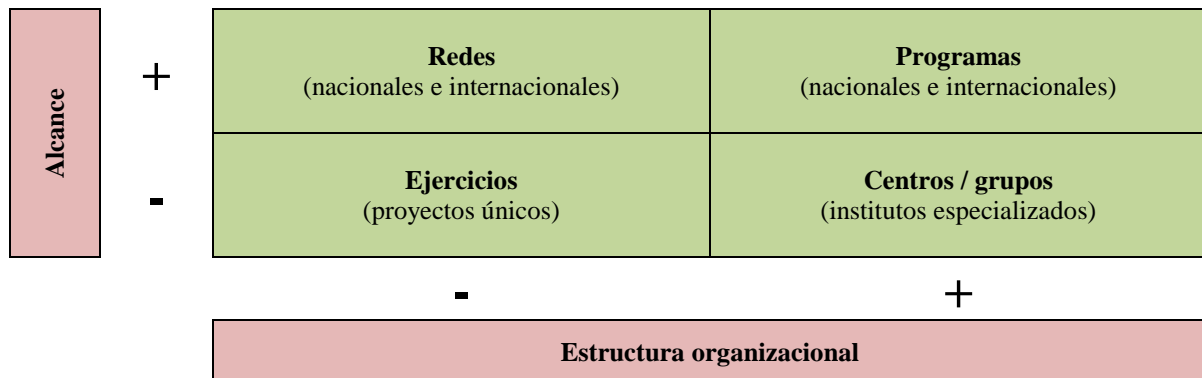 Alcance
+
Redes
(nacionales e internacionales)
Programas
(nacionales e internacionales)
-
Ejercicios
(proyectos únicos)
Centros / grupos
(institutos especializados)
-
+
Estructura organizacional